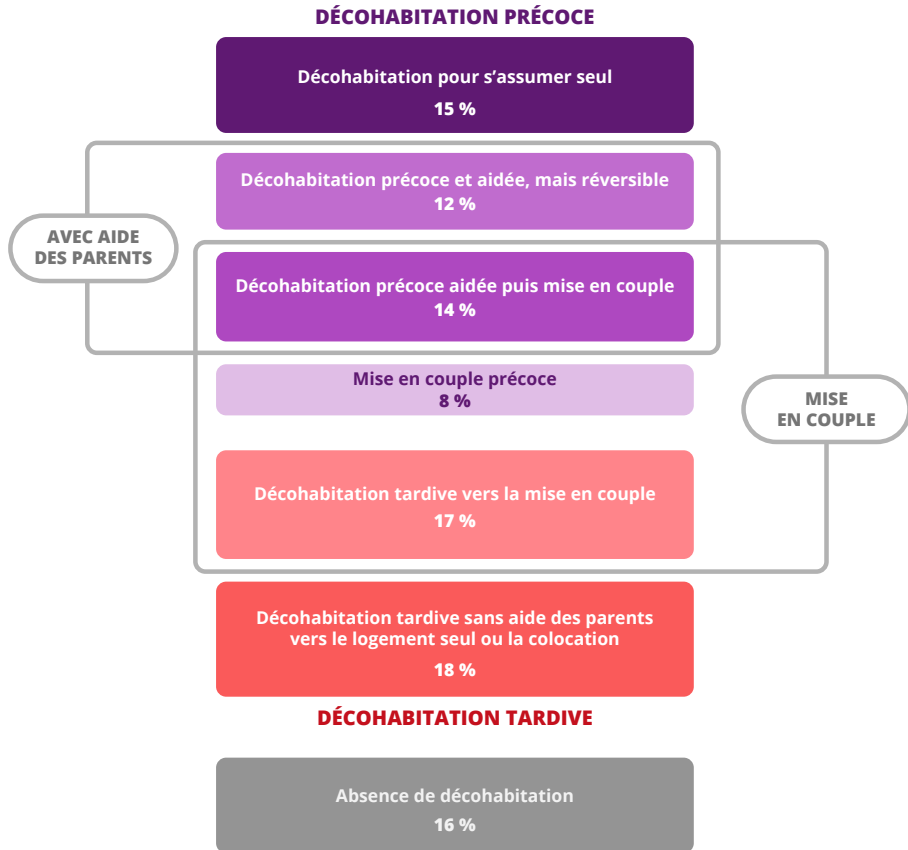 DÉCOHABITATION PRÉCOCE
Décohabitation pour s’assumer seul
15 %
Décohabitation précoce et aidée, mais réversible
12 %
AVEC AIDE
DES PARENTS
Décohabitation précoce aidée puis mise en couple
14 %
Mise en couple précoce
8 %
MISE
EN COUPLE
Décohabitation tardive vers la mise en couple
17 %
Décohabitation tardive sans aide des parents
vers le logement seul ou la colocation
18 %
DÉCOHABITATION TARDIVE
Absence de décohabitation
16 %